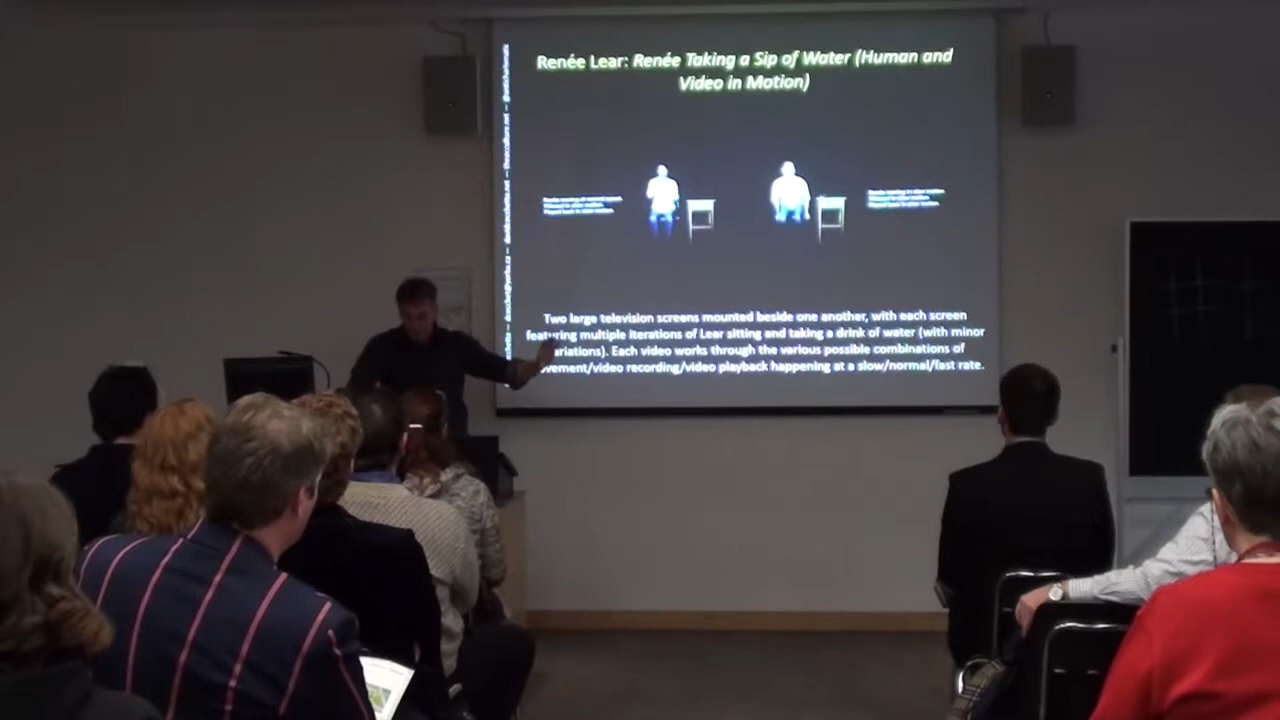 Renée Lear: Renée Taking a Sip of Water (Human and
Video in Motion)
Two large television screens mounted beside one another, with each screen
featuring multiple iterations of Lear sitting and taking a drink of water (with minor
variations). Each video works through the various possible combinations of
vement/video recording/video playback happening at a slow/normal/fast rate.